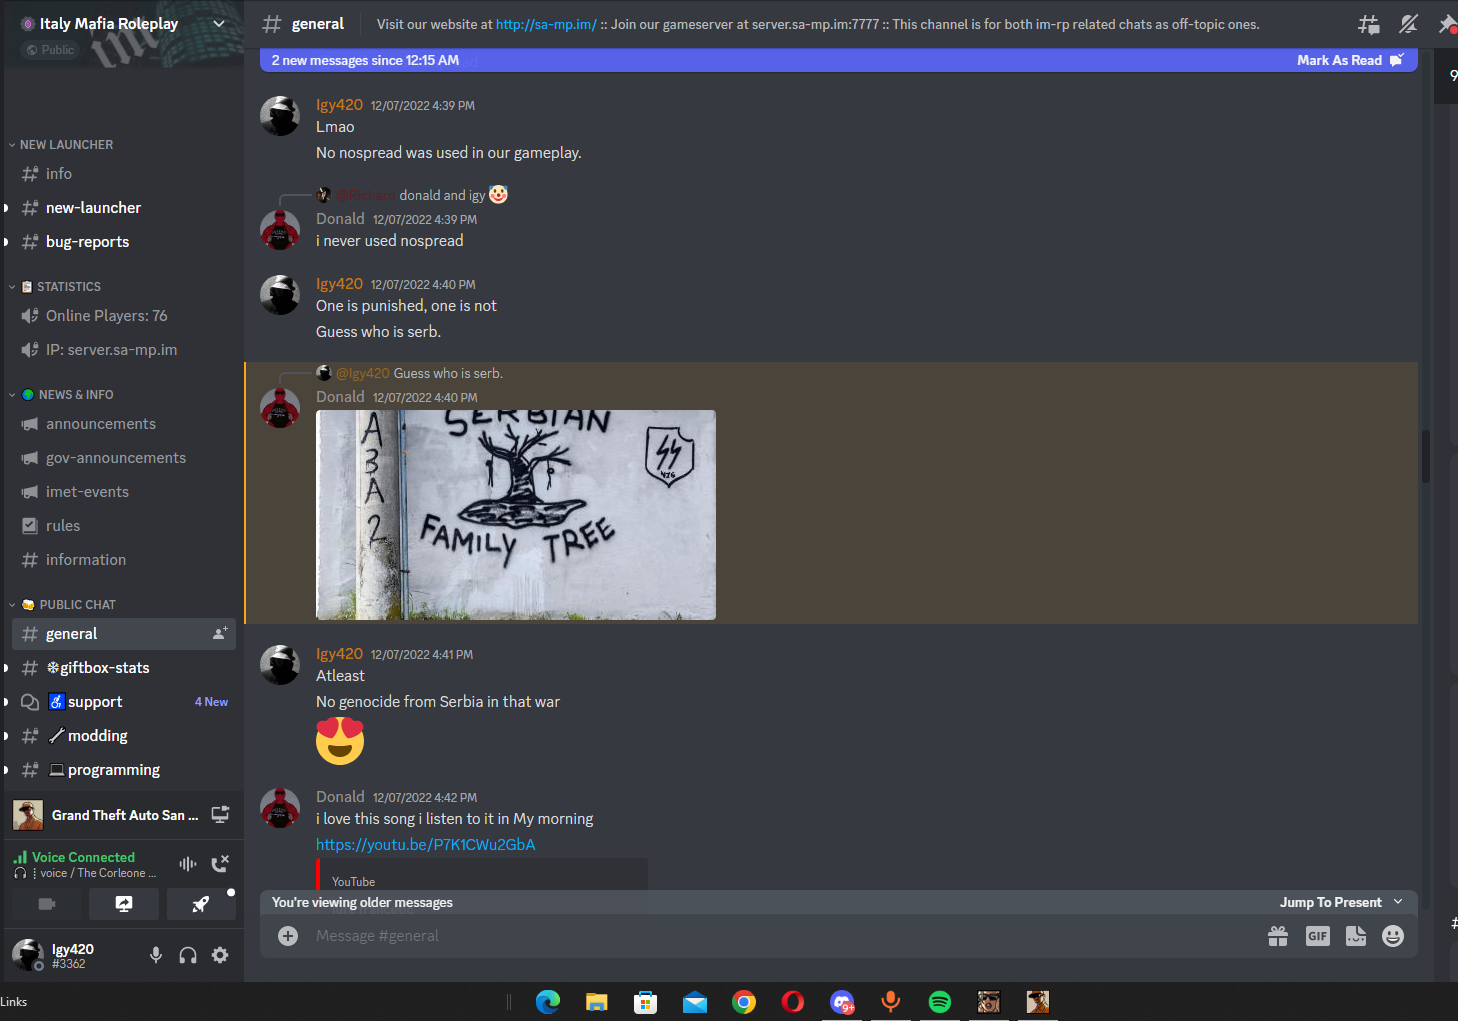 Italy Mafia Roleplay
Public
NEW LAUNCHER
info
new-launcher
bug-reports
STATISTICS
Online Players: 76
IP: server.sa-mp.im
NEWS & INFO
announcements
gov-announcements
imet-events
rules
information
PUBLIC CHAT
general
❄giftbox-stats
support
4 New
modding
programming
Grand Theft Auto San ...
Voice Connected
voice / The Corleone ...
Igy420
#3362
general
Visit our website at http://sa-mp.im/ :: Join our gameserver at server.sa-mp.im:7777 :: This channel is for both im-rp related chats as off-topic ones.
2 new messages since 12:15 AM
Mark As Read
Igy420 12/07/2022 4:39 PM
Lmao
No nospread was used in our gameplay.
@Richard donald and igy 🤡
Donald 12/07/2022 4:39 PM
i never used nospread
Igy420 12/07/2022 4:40 PM
One is punished, one is not
Guess who is serb.
@Igy420 Guess who is serb.
Donald 12/07/2022 4:40 PM
SERBIAN
FAMILY TREE
A
3
A
2
Igy420 12/07/2022 4:41 PM
Atleast
No genocide from Serbia in that war
😍
Donald 12/07/2022 4:42 PM
i love this song i listen to it in My morning
https://youtu.be/P7K1CWu2GbA
YouTube
You're viewing older messages
Jump To Present
Message #general
GIF
9
#
Links
9+